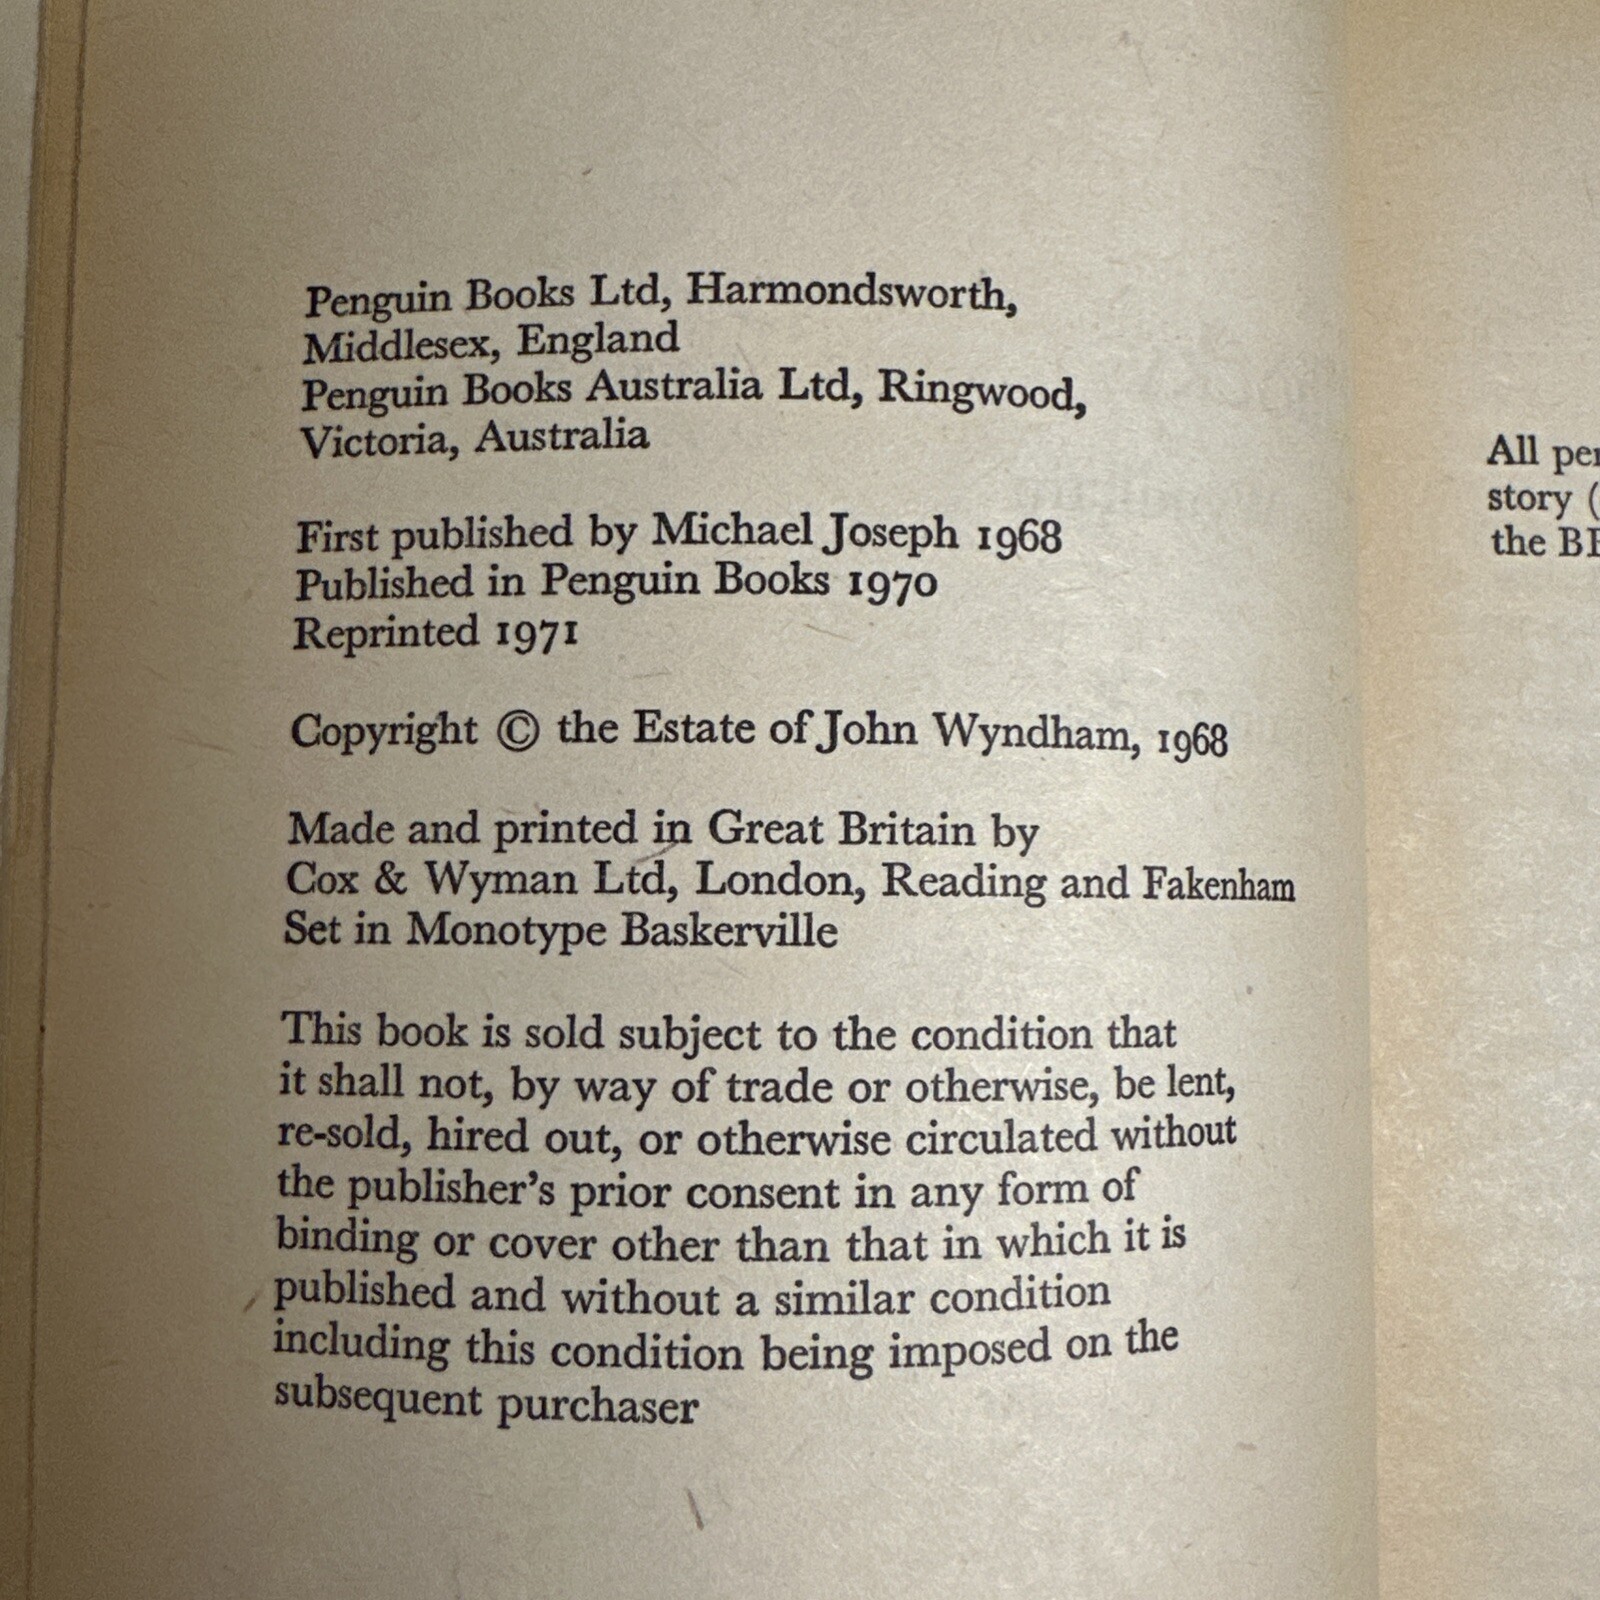 Penguin Books Ltd, Harmondsworth,
Middlesex, England
Penguin Books Australia Ltd, Ringwood,
Victoria, Australia
First published by Michael Joseph 1968
Published in Penguin Books 1970
Reprinted 1971
Copyright © the Estate of John Wyndham, 1968
Made and printed in Great Britain by
Cox & Wyman Ltd, London, Reading and Fakenham
Set in Monotype Baskerville
This book is sold subject to the condition that
it shall not, by way of trade or otherwise, be lent,
re-sold, hired out, or otherwise circulated without
the publisher's prior consent in any form of
binding or cover other than that in which it is
published and without a similar condition
including this condition being imposed on the
subsequent purchaser
All
story (
the